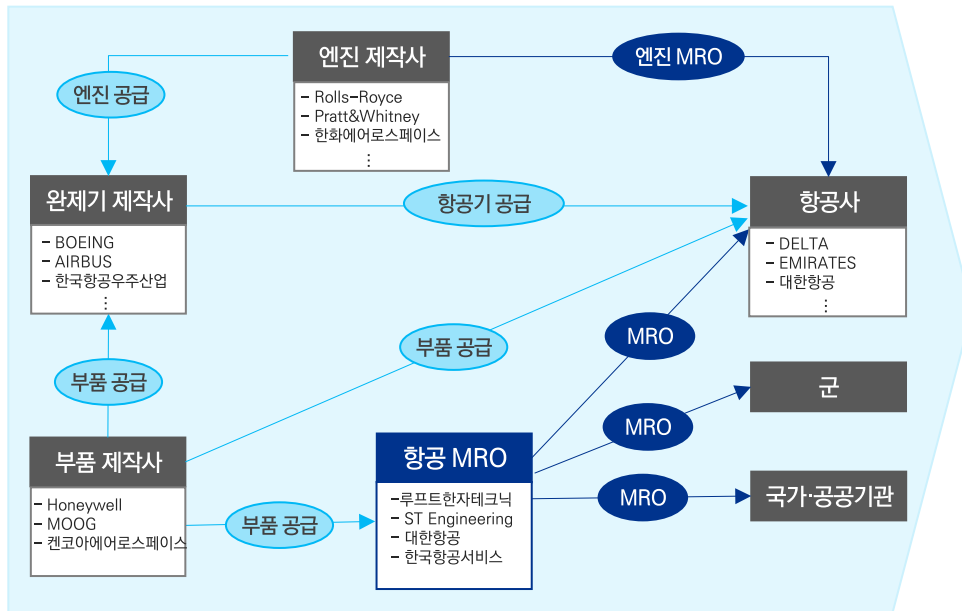 엔진 제작사
- Rolls-Royce
- Pratt&Whitney
- 한화에어로스페이스
⋮
엔진 MRO
엔진 공급
완제기 제작사
- BOEING
- AIRBUS
- 한국항공우주산업
⋮
항공기 공급
항공사
- DELTA
- EMIRATES
- 대한항공
⋮
부품 공급
부품 공급
MRO
군
MRO
부품 제작사
- Honeywell
- MOOG
- 켄코아에어로스페이스
부품 공급
항공 MRO
-루프트한자테크닉
- ST Engineering
- 대한항공
- 한국항공서비스
MRO
국가·공공기관